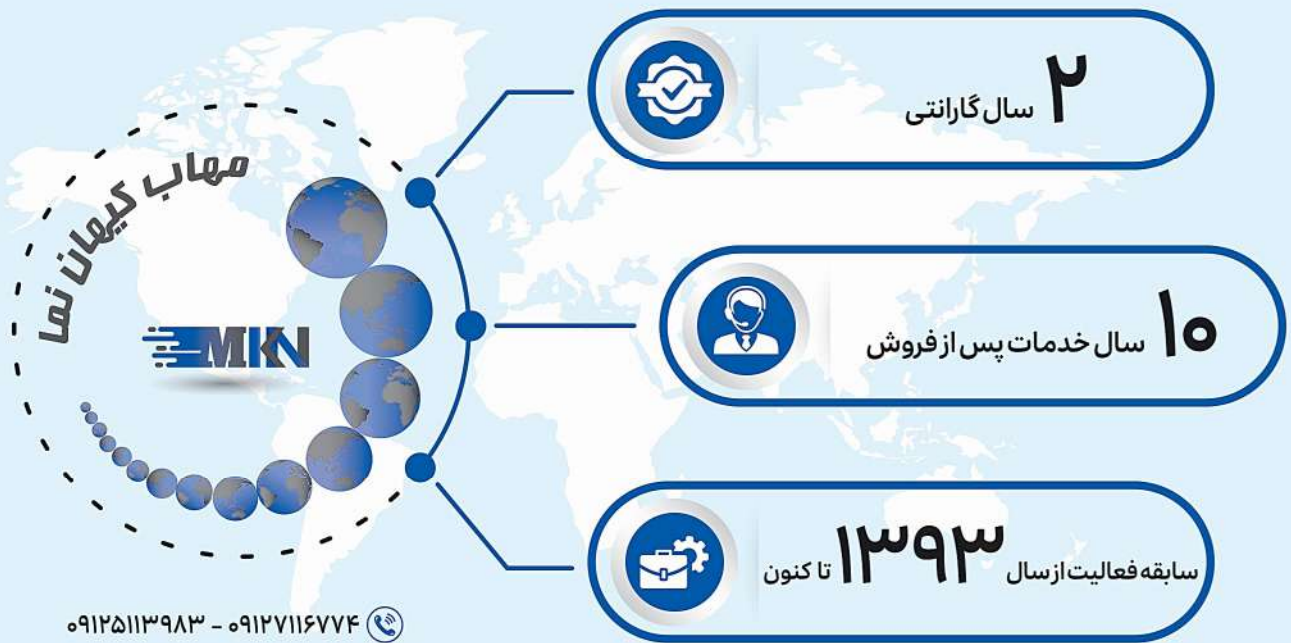 مهاب کیهان نما
MKN
۲ سال گارانتی
۱۰ سال خدمات پس از فروش
سابقه فعالیت از سال ۱۳۹۳ تا کنون
۰۹۱۲۵۱۱۳۹۸۳ - ۰۹۱۲۷۱۱۶۷۷۴